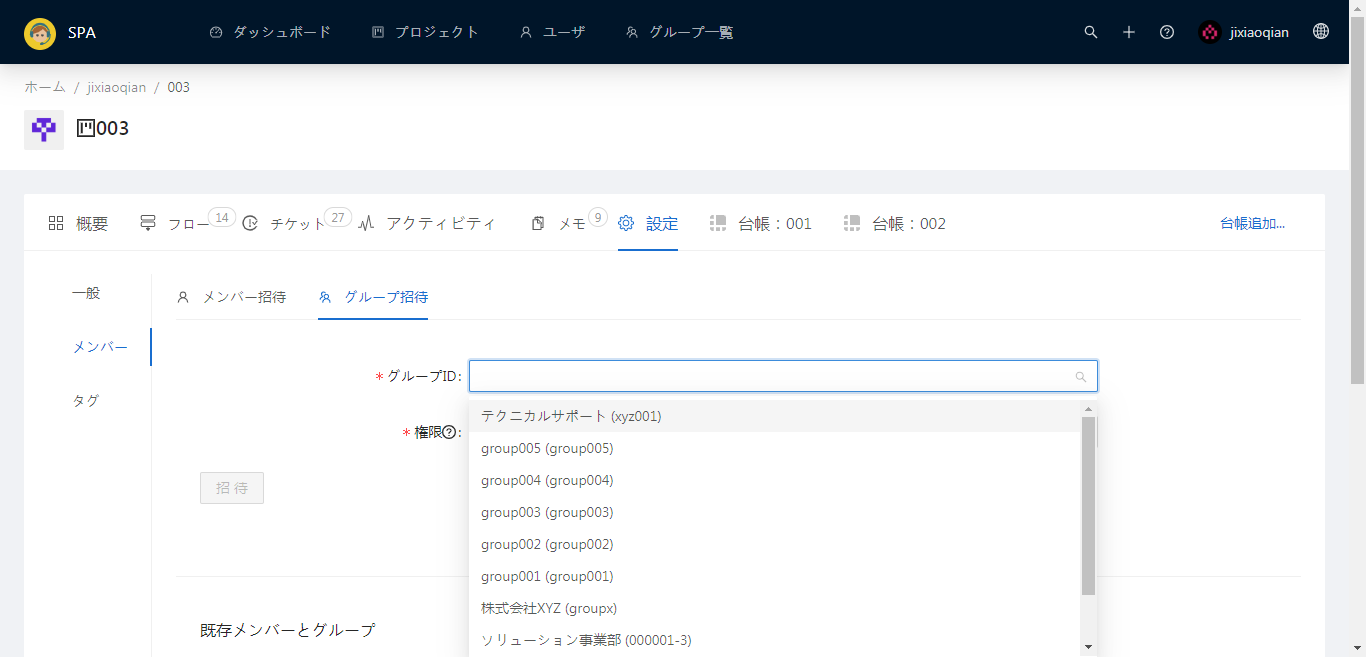 SPA ダッシュボード プロジェクト ユーザ グループ一覧 jixiaoqian
ホーム / jixiaoqian / 003
003
概要 フロー 14 チケット 27 アクティビティ メモ 9 設定 台帳：001 台帳：002 台帳追加...
一般
メンバー招待 グループ招待
メンバー
* グループID:
タグ
テクニカルサポート (xyz001)
* 権限 :
group005 (group005)
group004 (group004)
招 待
group003 (group003)
group002 (group002)
group001 (group001)
株式会社XYZ (groupx)
既存メンバーとグループ
ソリューション事業部 (000001-3)